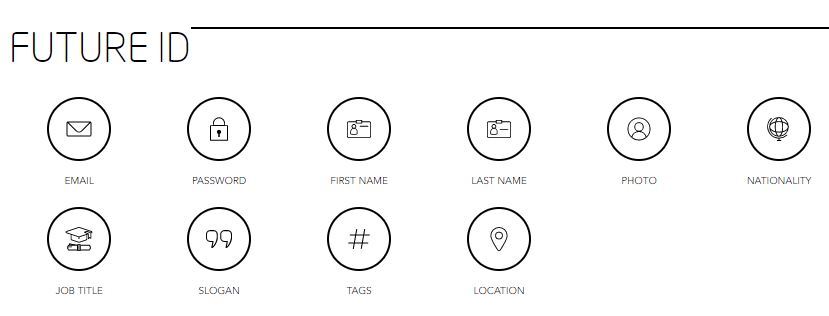 FUTURE ID
EMAIL PASSWORD FIRST NAME LAST NAME PHOTO NATIONALITY
JOB TITLE SLOGAN TAGS LOCATION